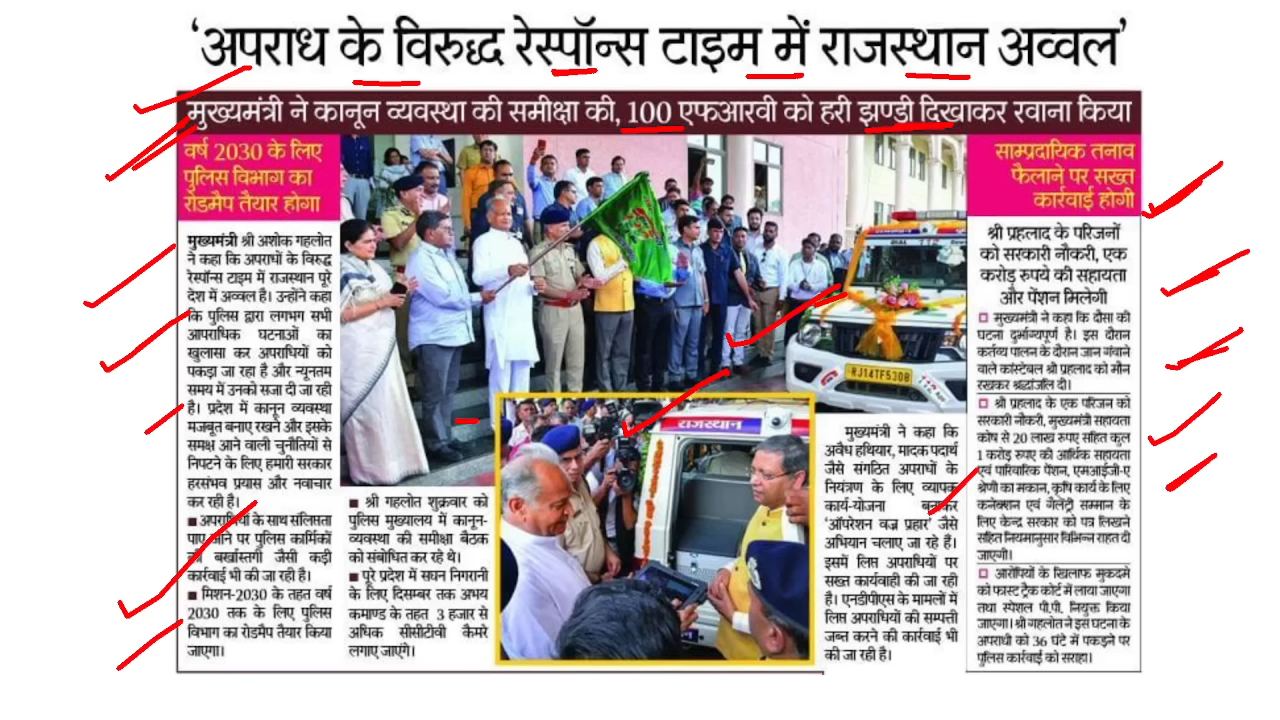 ‘अपराध के विरुद्ध रेस्पॉन्स टाइम में राजस्थान अव्वल’
मुख्यमंत्री ने कानून व्यवस्था की समीक्षा की, 100 एफआरवी को हरी झण्डी दिखाकर रवाना किया
वर्ष 2030 के लिए
पुलिस विभाग का
रोडमैप तैयार होगा
मुख्यमंत्री श्री अशोक गहलोत
ने कहा कि अपराधों के विरुद्ध
रेस्पॉन्स टाइम में राजस्थान पूरे
देश में अव्वल है। उन्होंने कहा
कि पुलिस द्वारा लगभग सभी
आपराधिक घटनाओं का
खुलासा कर अपराधियों को
पकड़ा जा रहा है और न्यूनतम
समय में उनको सजा दी जा रही
है। प्रदेश में कानून व्यवस्था
मजबूत बनाए रखने और इसके
समक्ष आने वाली चुनौतियों से
निपटने के लिए हमारी सरकार
हरसंभव प्रयास और नवाचार
कर रही है।
■ अपराधियों के साथ संलिप्तता
पाए जाने पर पुलिस कार्मिकों
की बर्खास्तगी जैसी कड़ी
कार्रवाई भी की जा रही है।
■ मिशन-2030 के तहत वर्ष
2030 तक के लिए पुलिस
विभाग का रोडमैप तैयार किया
जाएगा।
■ श्री गहलोत शुक्रवार को
पुलिस मुख्यालय में कानून-
व्यवस्था की समीक्षा बैठक
को संबोधित कर रहे थे।
■ पूरे प्रदेश में सघन निगरानी
के लिए दिसम्बर तक अभय
कमाण्ड के तहत 3 हजार से
अधिक सीसीटीवी कैमरे
लगाए जाएंगे।
DIAL 112
RJ14TF5308
112
राजस्थान
मुख्यमंत्री ने कहा कि
अवैध हथियार, मादक पदार्थ
जैसे संगठित अपराधों के
नियंत्रण के लिए व्यापक
कार्य-योजना बनाकर
‘ऑपरेशन वज्र प्रहार’ जैसे
अभियान चलाए जा रहे हैं।
इसमें लिप्त अपराधियों पर
सख्त कार्यवाही की जा रही
है। एनडीपीएस के मामलों में
लिप्त अपराधियों की सम्पत्ती
जब्त करने की कार्रवाई भी
की जा रही है।
साम्प्रदायिक तनाव
फैलाने पर सख्त
कार्रवाई होगी
श्री प्रहलाद के परिजनों
को सरकारी नौकरी, एक
करोड़ रुपये की सहायता
और पेंशन मिलेगी
मुख्यमंत्री ने कहा कि दौसा की
घटना दुर्भाग्यपूर्ण है। इस दौरान
कर्तव्य पालन के दौरान जान गंवाने
वाले कांस्टेबल श्री प्रहलाद को मौन
रखकर श्रद्धांजलि दी।
श्री प्रहलाद के एक परिजन को
सरकारी नौकरी, मुख्यमंत्री सहायता
कोष से 20 लाख रुपए सहित कुल
1 करोड़ रुपए की आर्थिक सहायता
एवं पारिवारिक पेंशन, एमआईजी-ए
श्रेणी का मकान, कृषि कार्य के लिए
कनेक्शन एवं गैलेंट्री सम्मान के
लिए केन्द्र सरकार को पत्र लिखने
सहित नियमानुसार विभिन्न राहत दी
जाएगी।
आरोपियों के खिलाफ मुकदमे
को फास्ट ट्रैक कोर्ट में लाया जाएगा
तथा स्पेशल पी.पी. नियुक्त किया
जाएगा। श्री गहलोत ने इस घटना के
अपराधी को 36 घंटे में पकड़ने पर
पुलिस कार्रवाई को सराहा।